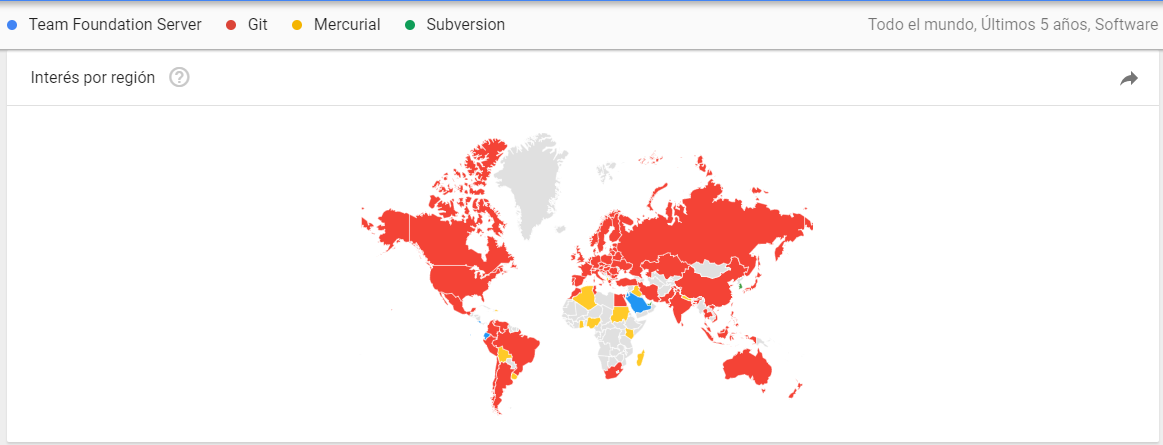 Team Foundation Server Git Mercurial Subversion Todo el mundo, Últimos 5 años, Software
Interés por región ?